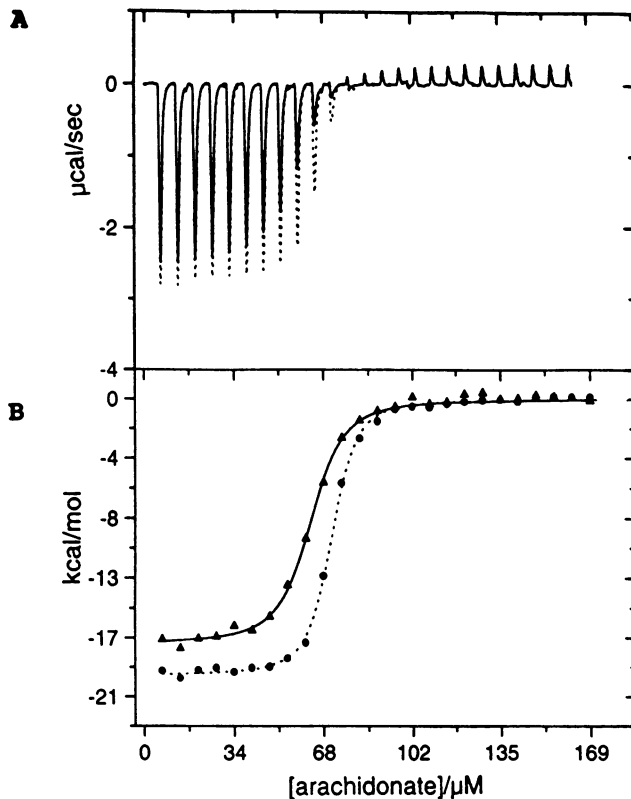 A
0
-2
-4
µcal/sec
B
0
-4
-8
-13
-17
-21
kcal/mol
0 34 68 102 135 169
[arachidonate]/µM